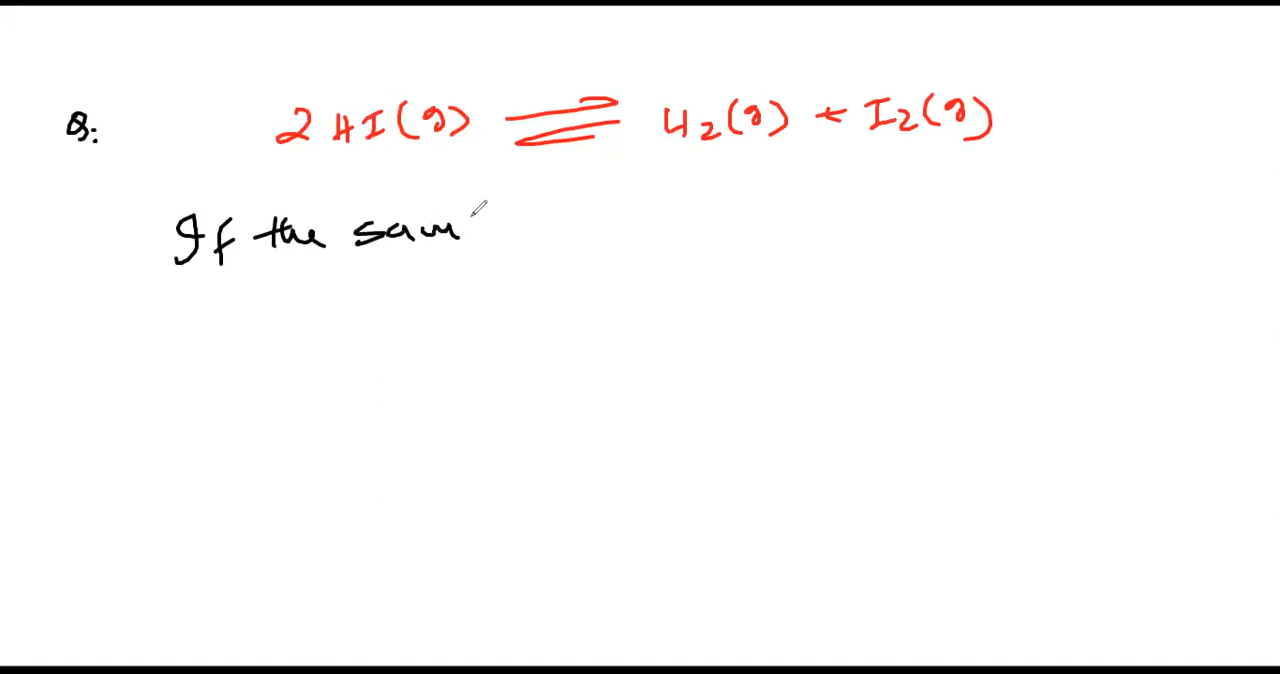 Q: 2HI(g) ⇌ H2(g) + I2(g)
If the sam